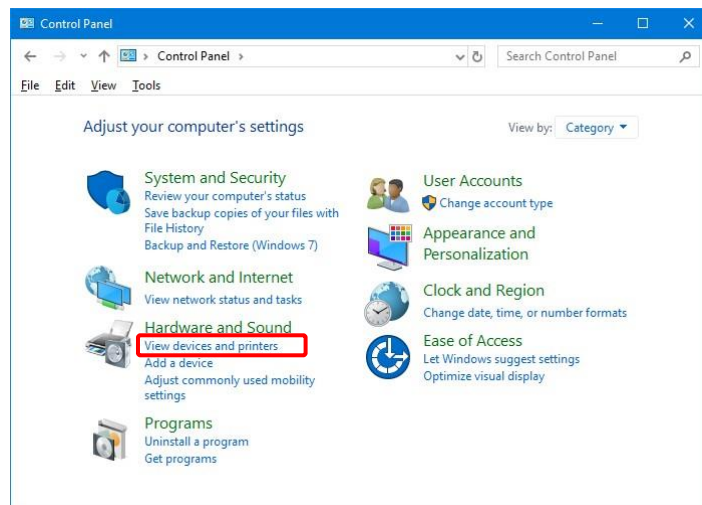 Control Panel
Control Panel
Search Control Panel
File Edit View Tools
Adjust your computer's settings
View by: Category
System and Security
Review your computer's status
Save backup copies of your files with
File History
Backup and Restore (Windows 7)
Network and Internet
View network status and tasks
Hardware and Sound
View devices and printers
Add a device
Adjust commonly used mobility
settings
Programs
Uninstall a program
Get programs
User Accounts
Change account type
Appearance and
Personalization
Clock and Region
Change date, time, or number formats
Ease of Access
Let Windows suggest settings
Optimize visual display